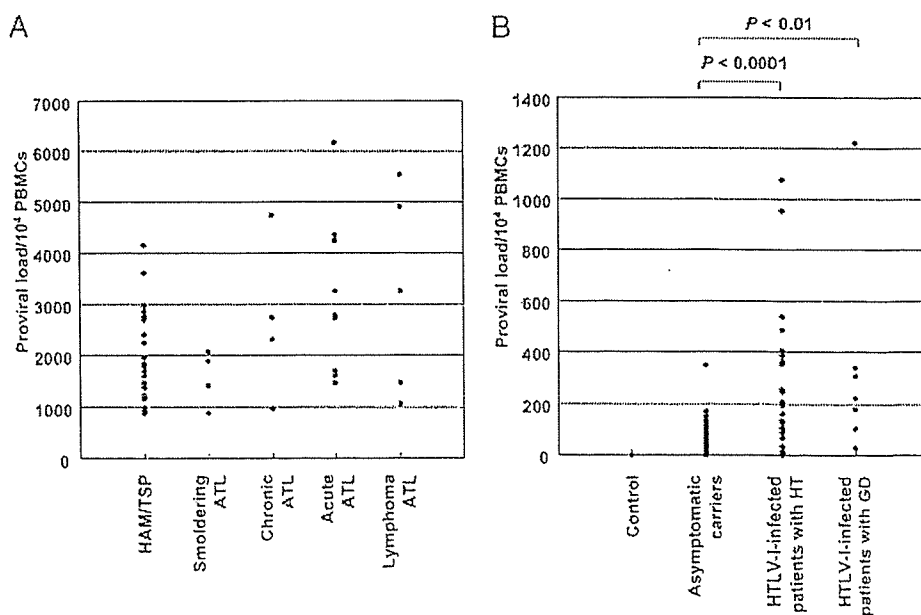 A
Proviral load/10⁴ PBMCs
7000
6000
5000
4000
3000
2000
1000
0
HAM/TSP
Smoldering
ATL
Chronic
ATL
Acute
ATL
Lymphoma
ATL
B
P < 0.01
P < 0.0001
Proviral load/10⁴ PBMCs
1400
1200
1000
800
600
400
200
0
Control
Asymptomatic
carriers
HTLV-I-infected
patients with HT
HTLV-I-infected
patients with GD